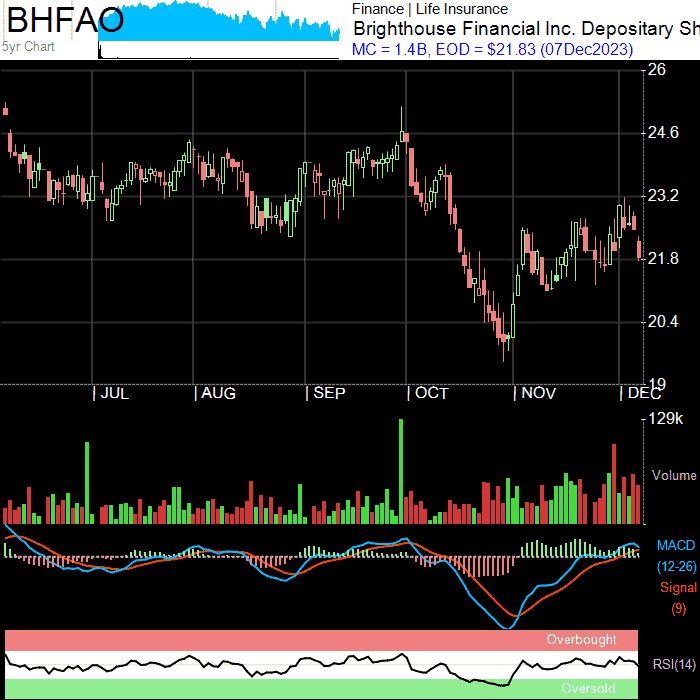 BHFAO
5yr Chart
Finance | Life Insurance
Brighthouse Financial Inc. Depositary Sh
MC = 1.4B, EOD = $21.83 (07Dec2023)
26
24.6
23.2
21.8
20.4
19
| JUL | AUG | SEP | OCT | NOV | DEC
129k
Volume
MACD
(12-26)
Signal
(9)
Overbought
RSI(14)
Oversold